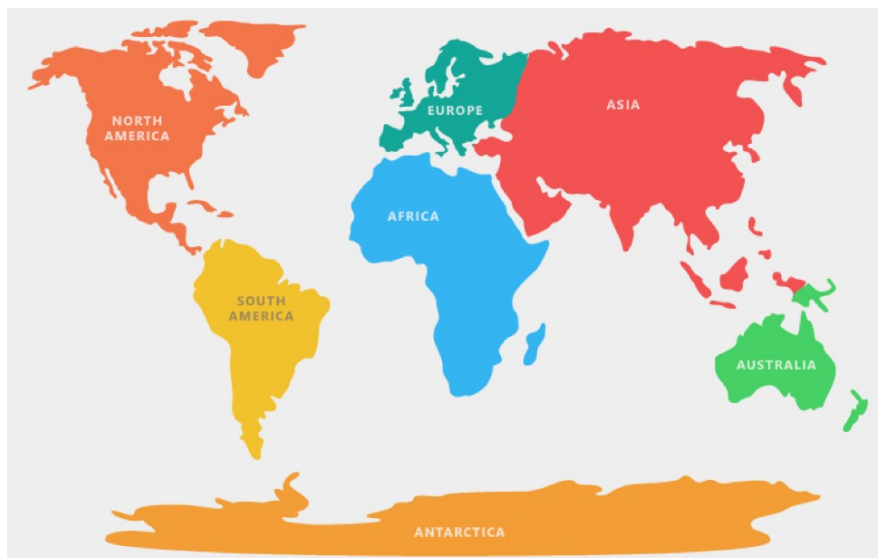 NORTH
AMERICA
EUROPE
ASIA
AFRICA
SOUTH
AMERICA
AUSTRALIA
ANTARCTICA